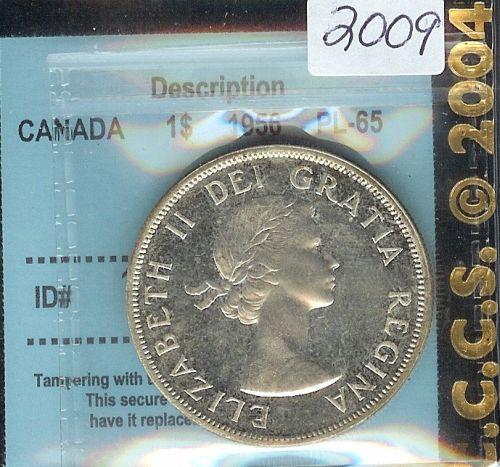 2009
Description
CANADA 1$ 1956 PL-65
ELIZABETH II DEI GRATIA REGINA
ID#
Tampering with
This secure
have it replace
.C.C.S. © 2004